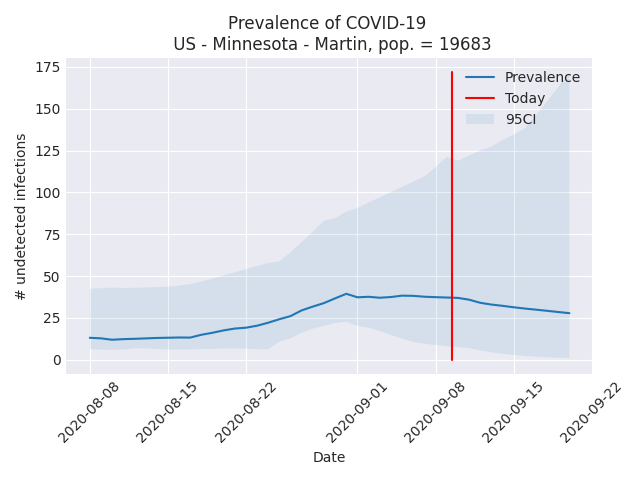 Prevalence of COVID-19
US - Minnesota - Martin, pop. = 19683
175
150
125
100
75
50
25
0
# undetected infections
Prevalence
Today
95CI
2020-08-08
2020-08-15
2020-08-22
2020-09-01
2020-09-08
2020-09-15
2020-09-22
Date